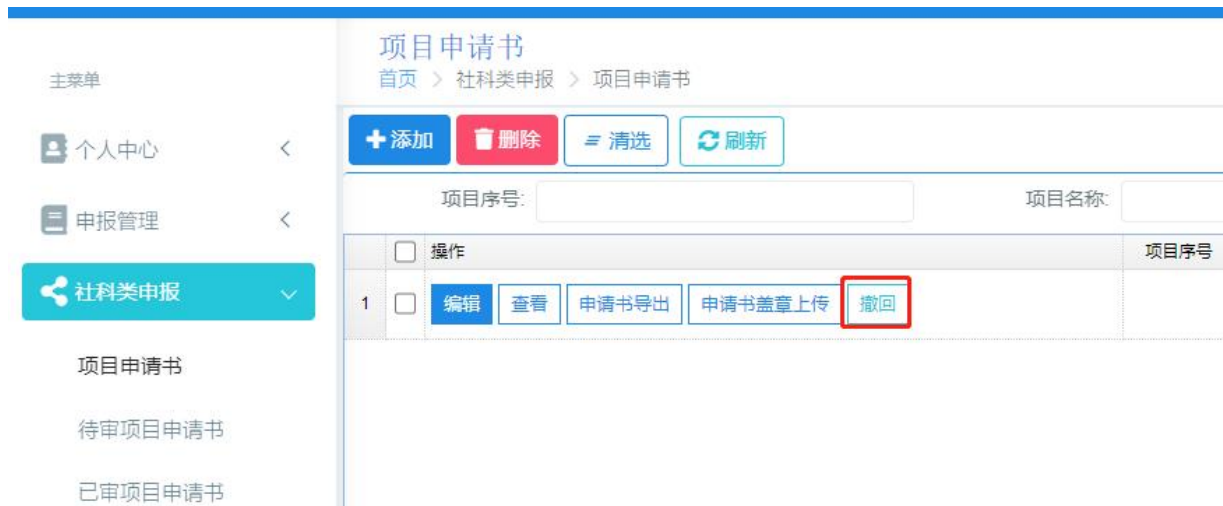 项目申请书
首页 > 社科类申报 > 项目申请书
主菜单
个人中心
申报管理
社科类申报
项目申请书
待审项目申请书
已审项目申请书
添加 删除 清选 刷新
项目序号: 项目名称:
操作 项目序号
1 编辑 查看 申请书导出 申请书盖章上传 撤回